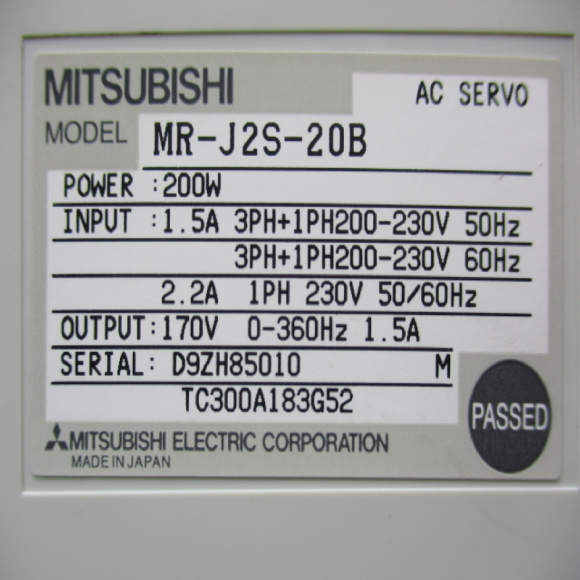 MITSUBISHI
AC SERVO
MODEL MR-J2S-20B
POWER :200W
INPUT :1.5A 3PH+1PH200-230V 50Hz
3PH+1PH200-230V 60Hz
2.2A 1PH 230V 50/60Hz
OUTPUT:170V 0-360Hz 1.5A
SERIAL: D9ZH85010 M
TC300A183G52
PASSED
MITSUBISHI ELECTRIC CORPORATION
MADE IN JAPAN